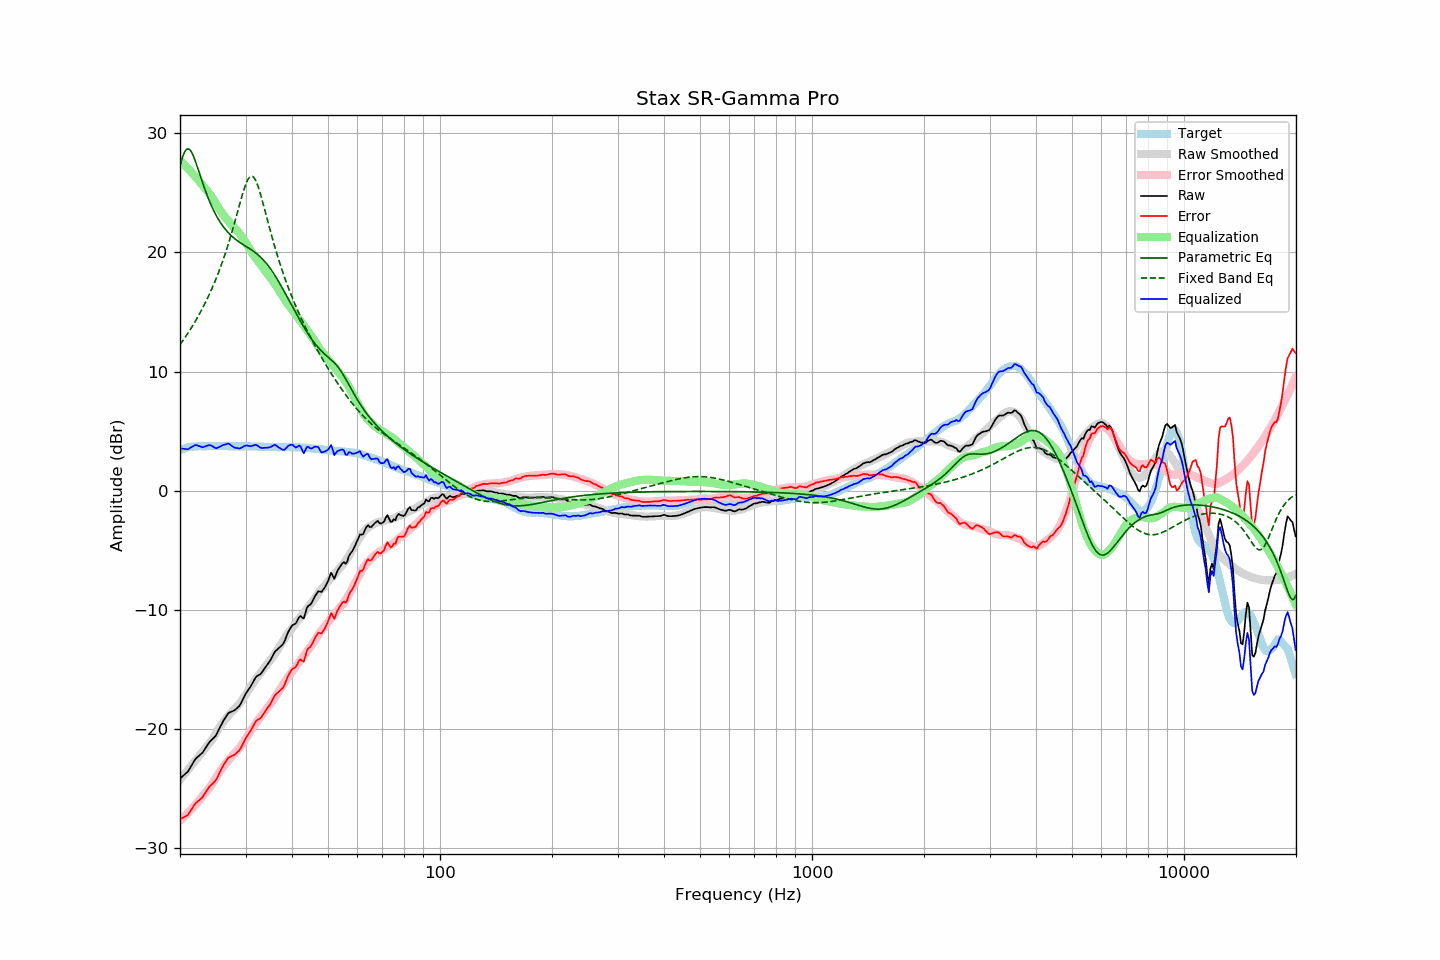 Stax SR-Gamma Pro
Target
Raw Smoothed
Error Smoothed
Raw
Error
Equalization
Parametric Eq
Fixed Band Eq
Equalized
Amplitude (dBr)
30
20
10
0
−10
−20
−30
100
1000
10000
Frequency (Hz)